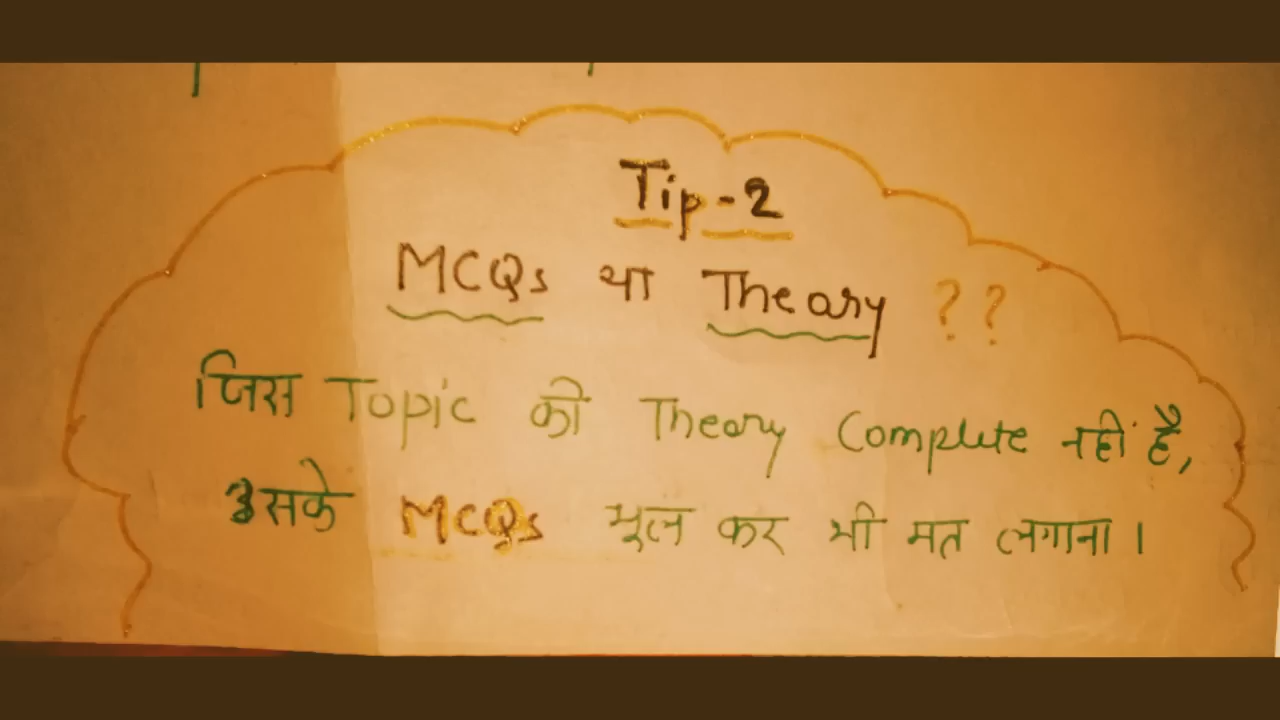 Tip-2
MCQs या Theory ??
जिस Topic की Theory Complete नहीं है,
उसके MCQs भूल कर भी मत लगाना।